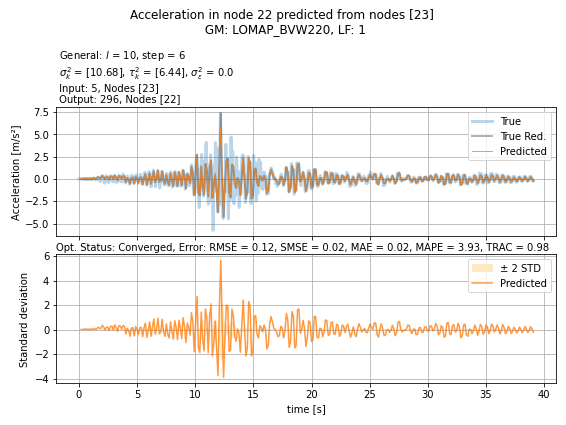 Acceleration in node 22 predicted from nodes [23]
GM: LOMAP_BVW220, LF: 1
General: l = 10, step = 6
σ²ₖ = [10.68], τ²ₖ = [6.44], σ²ε = 0.0
Input: 5, Nodes [23]
Output: 296, Nodes [22]
Acceleration [m/s²]
7.5
5.0
2.5
0.0
−2.5
−5.0
True
True Red.
Predicted
Opt. Status: Converged, Error: RMSE = 0.12, SMSE = 0.02, MAE = 0.02, MAPE = 3.93, TRAC = 0.98
Standard deviation
6
4
2
0
−2
−4
± 2 STD
Predicted
0 5 10 15 20 25 30 35 40
time [s]